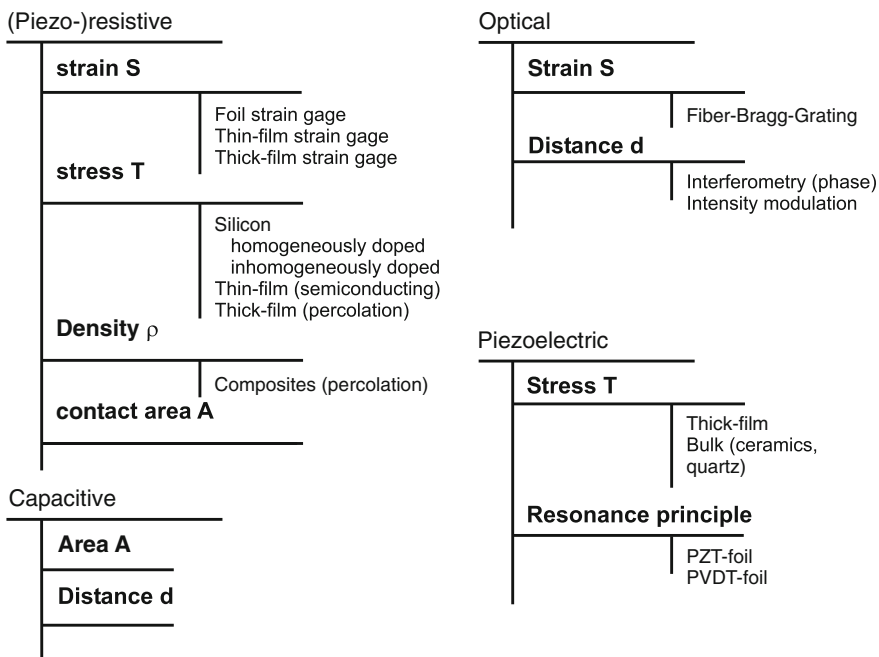 (Piezo-)resistive
strain S
Foil strain gage
Thin-film strain gage
Thick-film strain gage
stress T
Silicon
homogeneously doped
inhomogeneously doped
Thin-film (semiconducting)
Thick-film (percolation)
Density ρ
Composites (percolation)
contact area A
Capacitive
Area A
Distance d
Optical
Strain S
Fiber-Bragg-Grating
Distance d
Interferometry (phase)
Intensity modulation
Piezoelectric
Stress T
Thick-film
Bulk (ceramics,
quartz)
Resonance principle
PZT-foil
PVDT-foil